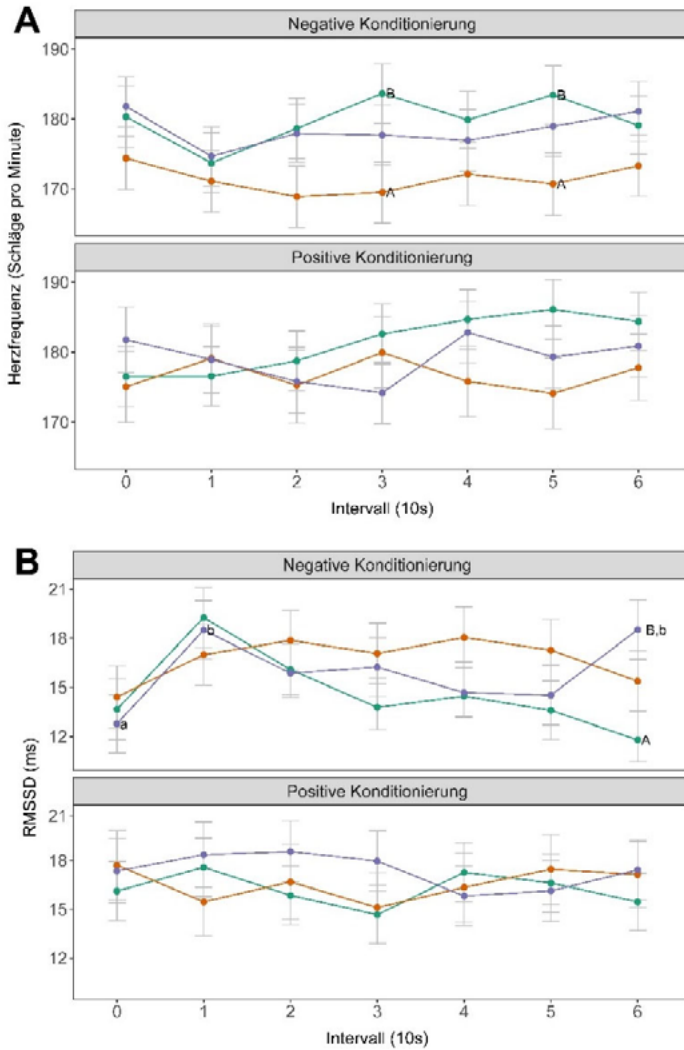 A
Negative Konditionierung
190
180
170
B
B
A
A
Positive Konditionierung
190
180
170
Herzfrequenz (Schläge pro Minute)
0 1 2 3 4 5 6
Intervall (10s)
B
Negative Konditionierung
21
18
15
12
b
a
B,b
A
Positive Konditionierung
21
18
15
12
RMSSD (ms)
0 1 2 3 4 5 6
Intervall (10s)